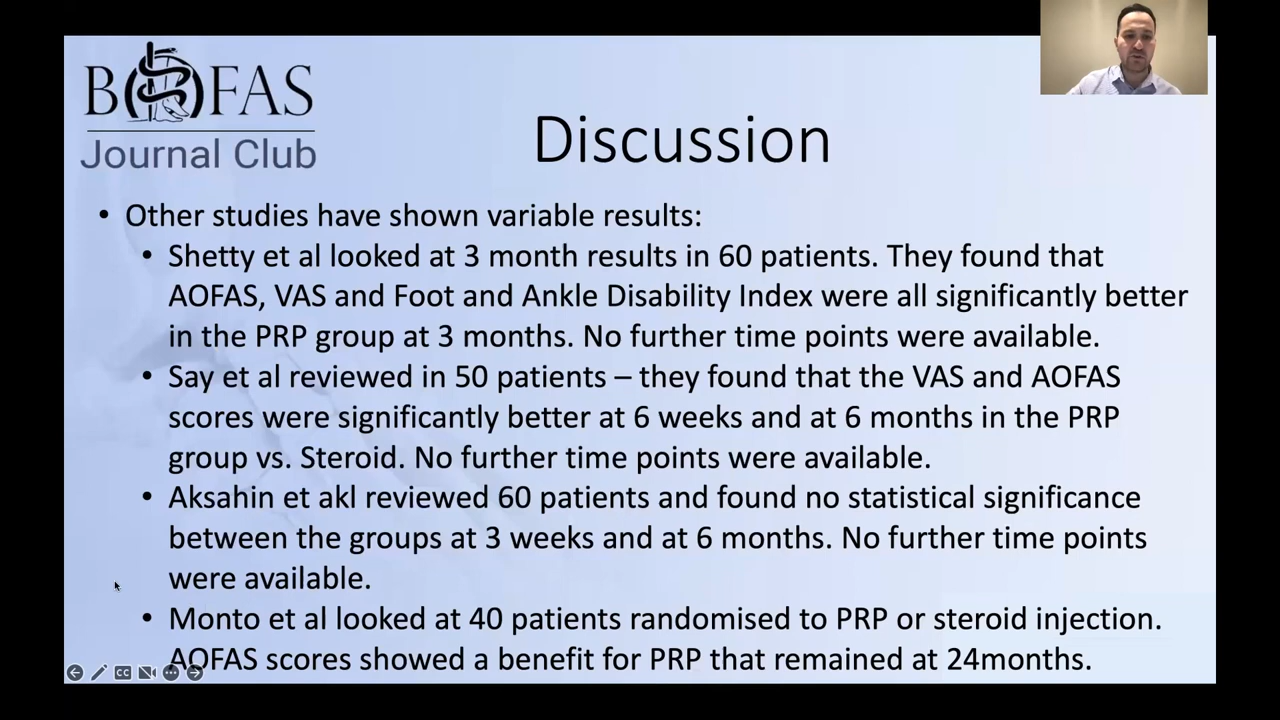 BOFAS
Journal Club
Discussion
• Other studies have shown variable results:
• Shetty et al looked at 3 month results in 60 patients. They found that
AOFAS, VAS and Foot and Ankle Disability Index were all significantly better
in the PRP group at 3 months. No further time points were available.
• Say et al reviewed in 50 patients – they found that the VAS and AOFAS
scores were significantly better at 6 weeks and at 6 months in the PRP
group vs. Steroid. No further time points were available.
• Aksahin et akl reviewed 60 patients and found no statistical significance
between the groups at 3 weeks and at 6 months. No further time points
were available.
• Monto et al looked at 40 patients randomised to PRP or steroid injection.
AOFAS scores showed a benefit for PRP that remained at 24months.
CC